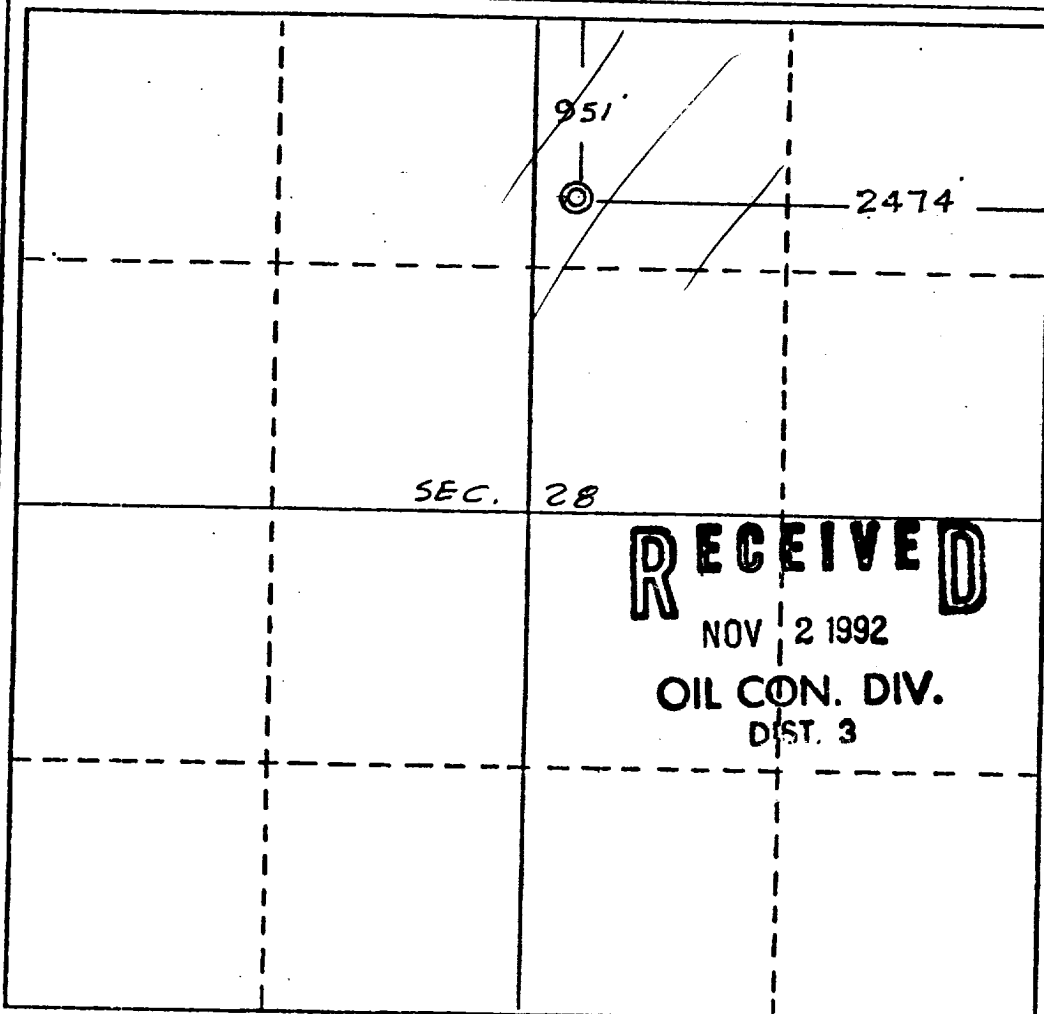 951'
2474'
SEC. 28
RECEIVED
NOV 2 1992
OIL CON. DIV.
DIST. 3